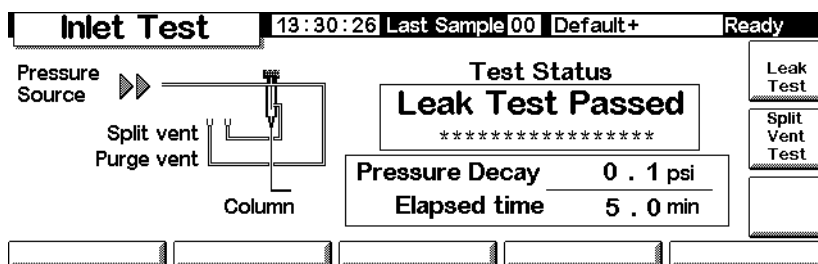 Inlet Test 13:30:26 Last Sample 00 Default+ Ready
Pressure
Source
Split vent
Purge vent
Column
Test Status
Leak Test Passed
*****************
Pressure Decay 0 . 1 psi
Elapsed time 5 . 0 min
Leak
Test
Split
Vent
Test